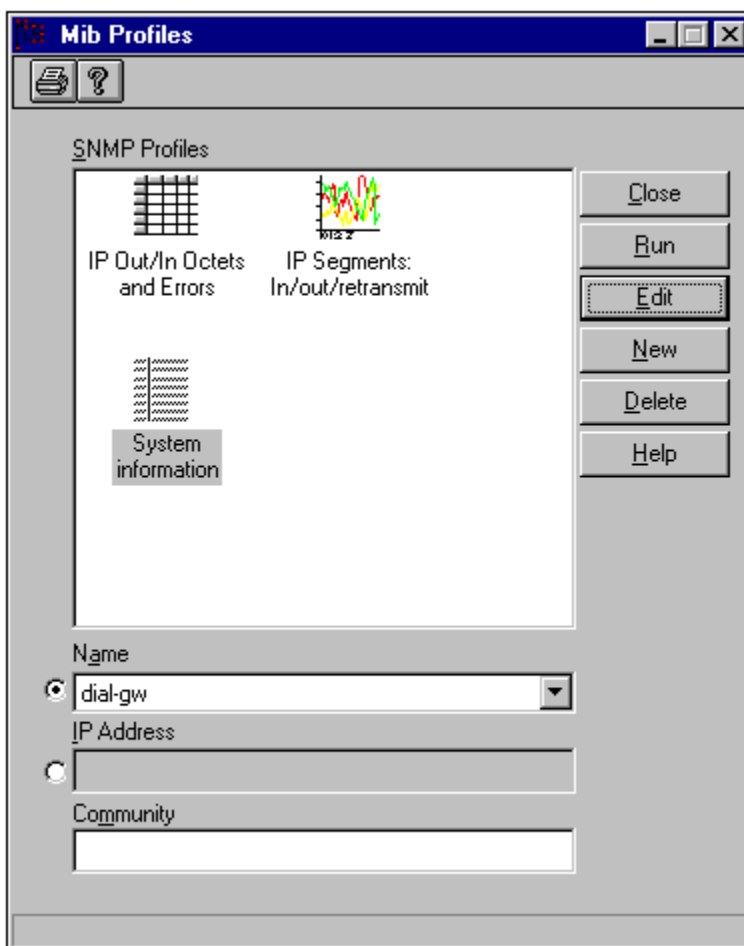 Mib Profiles
SNMP Profiles
IP Out/In Octets
and Errors
IP Segments:
In/out/retransmit
System
information
Close
Run
Edit
New
Delete
Help
Name
dial-gw
IP Address
Community